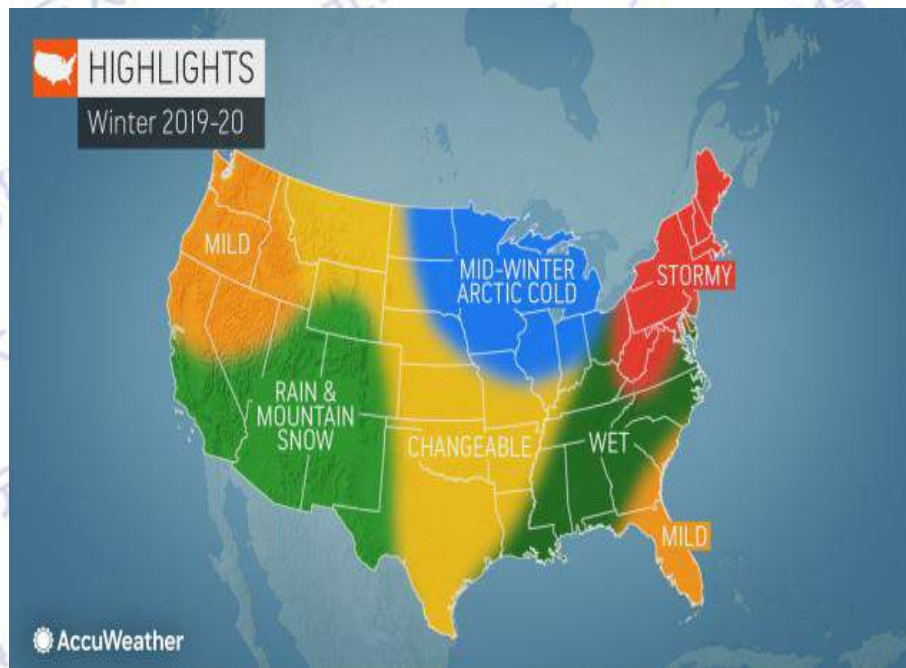 HIGHLIGHTS
Winter 2019-20
MILD
MID-WINTER
ARCTIC COLD
STORMY
RAIN &
MOUNTAIN
SNOW
CHANGEABLE
WET
MILD
AccuWeather